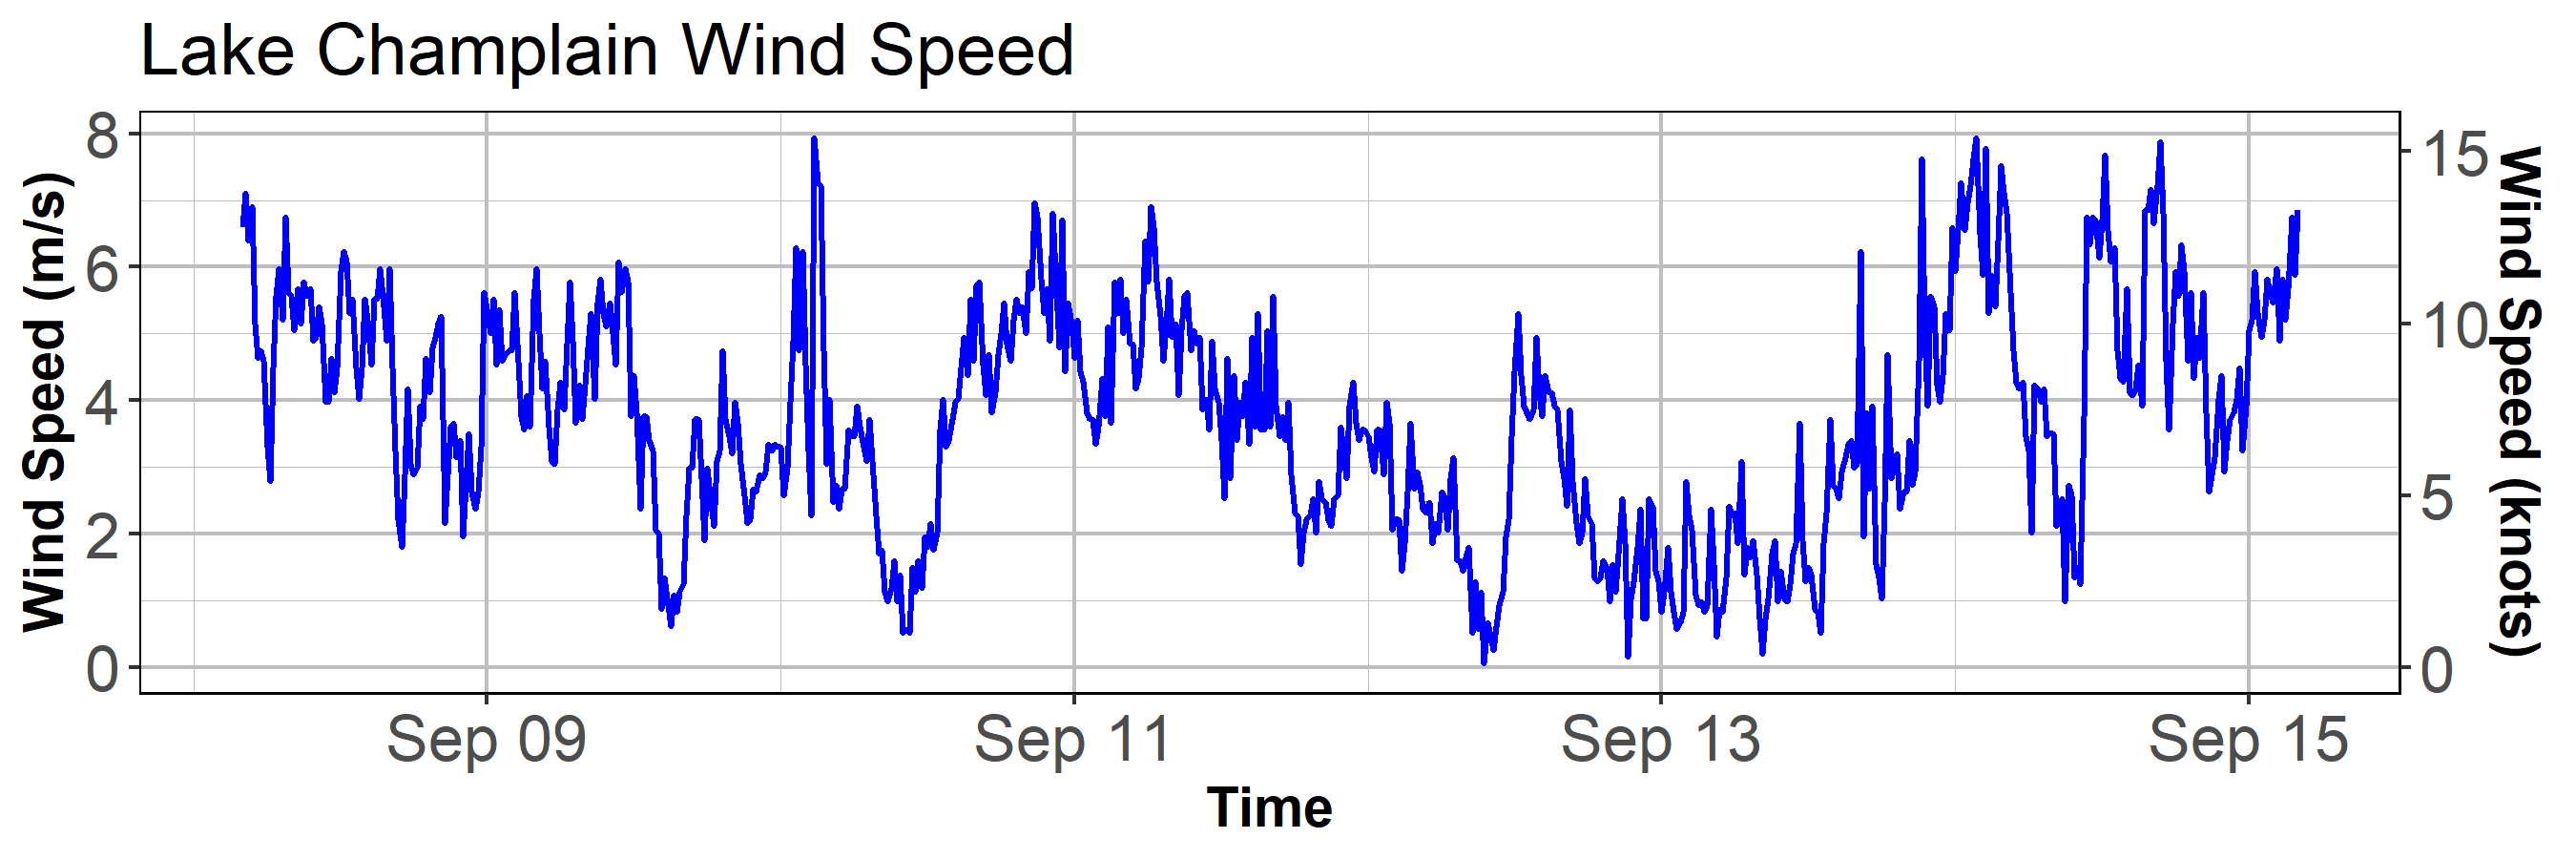 Lake Champlain Wind Speed
Wind Speed (m/s)
8
6
4
2
0
15
10
5
0
Wind Speed (knots)
Sep 09
Sep 11
Sep 13
Sep 15
Time